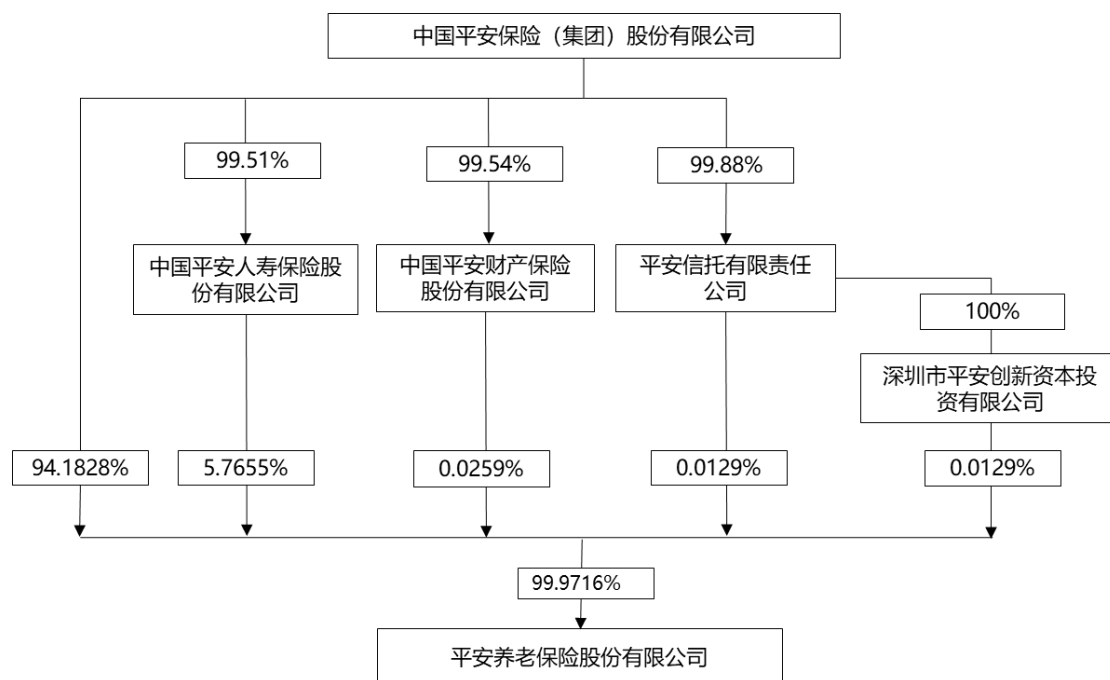 中国平安保险（集团）股份有限公司
99.51%
99.54%
99.88%
中国平安人寿保险股
份有限公司
中国平安财产保险
股份有限公司
平安信托有限责任
公司
100%
深圳市平安创新资本投
资有限公司
94.1828%
5.7655%
0.0259%
0.0129%
0.0129%
99.9716%
平安养老保险股份有限公司